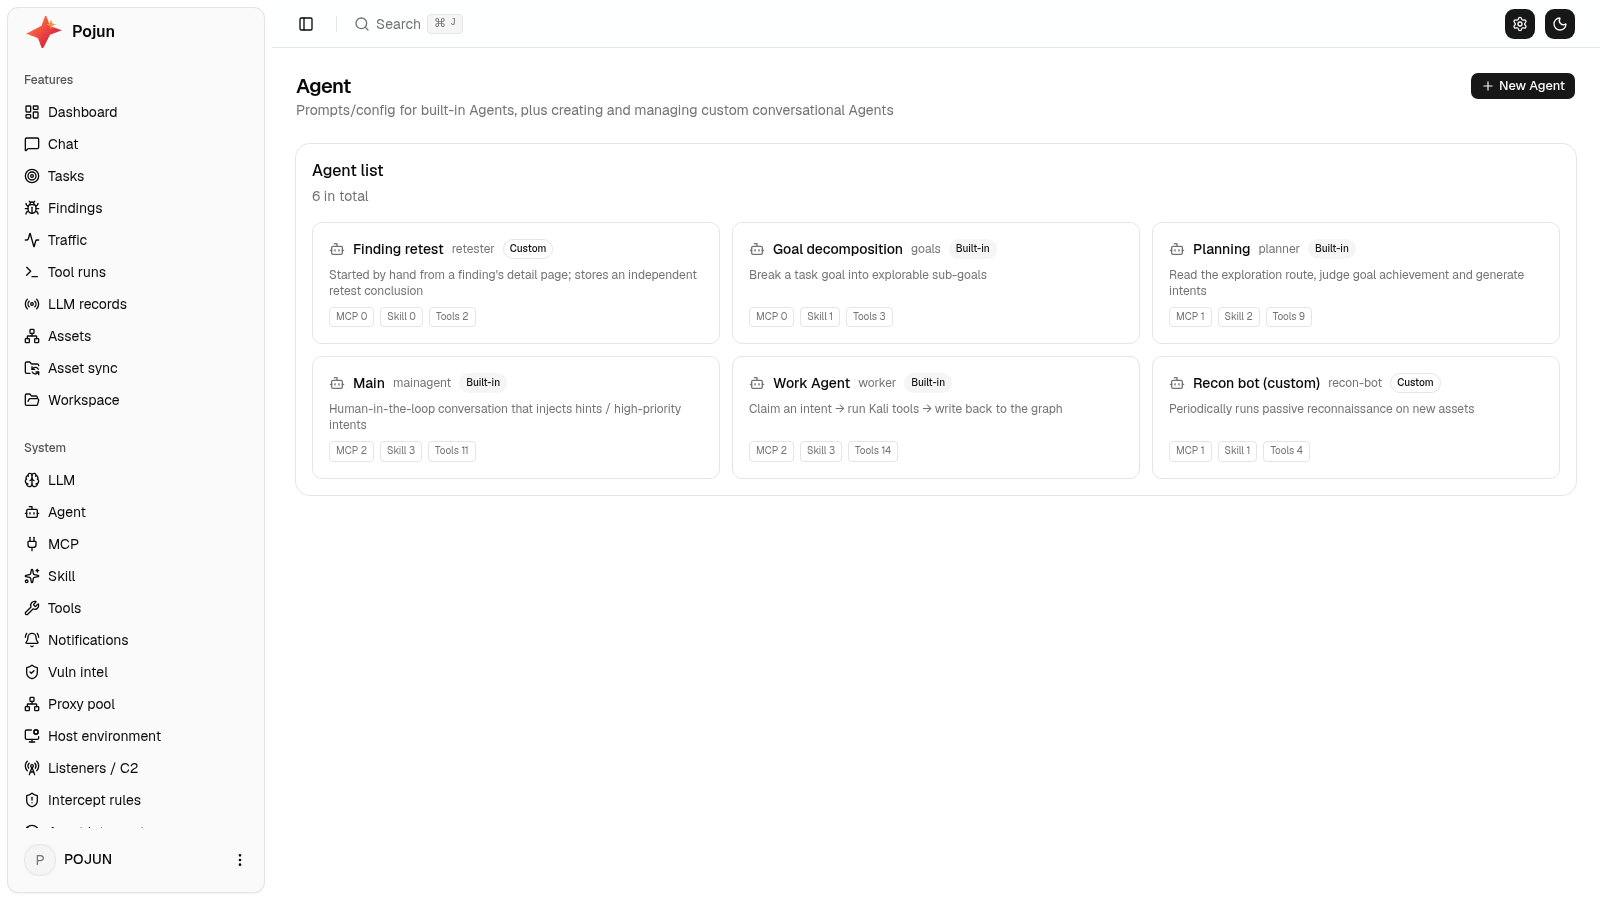 Pojun
Features
Dashboard
Chat
Tasks
Findings
Traffic
Tool runs
LLM records
Assets
Asset sync
Workspace
System
LLM
Agent
MCP
Skill
Tools
Notifications
Vuln intel
Proxy pool
Host environment
Listeners / C2
Intercept rules
P POJUN
Search ⌘ J
Agent
Prompts/config for built-in Agents, plus creating and managing custom conversational Agents
New Agent
Agent list
6 in total
Finding retest retester Custom
Started by hand from a finding's detail page; stores an independent
retest conclusion
MCP 0 Skill 0 Tools 2
Goal decomposition goals Built-in
Break a task goal into explorable sub-goals
MCP 0 Skill 1 Tools 3
Planning planner Built-in
Read the exploration route, judge goal achievement and generate
intents
MCP 1 Skill 2 Tools 9
Main mainagent Built-in
Human-in-the-loop conversation that injects hints / high-priority
intents
MCP 2 Skill 3 Tools 11
Work Agent worker Built-in
Claim an intent → run Kali tools → write back to the graph
MCP 2 Skill 3 Tools 14
Recon bot (custom) recon-bot Custom
Periodically runs passive reconnaissance on new assets
MCP 1 Skill 1 Tools 4